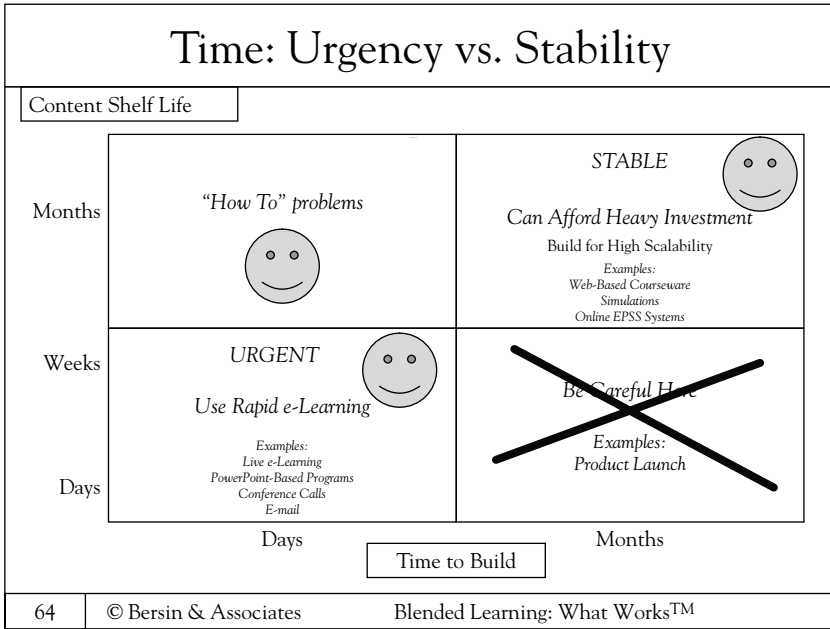 Time: Urgency vs. Stability
Content Shelf Life
Months
Weeks
Days
“How To” problems
STABLE
Can Afford Heavy Investment
Build for High Scalability
Examples:
Web-Based Courseware
Simulations
Online EPSS Systems
URGENT
Use Rapid e-Learning
Examples:
Live e-Learning
PowerPoint-Based Programs
Conference Calls
E-mail
Be Careful Here
Examples:
Product Launch
Days
Months
Time to Build
64 © Bersin & Associates Blended Learning: What Works™